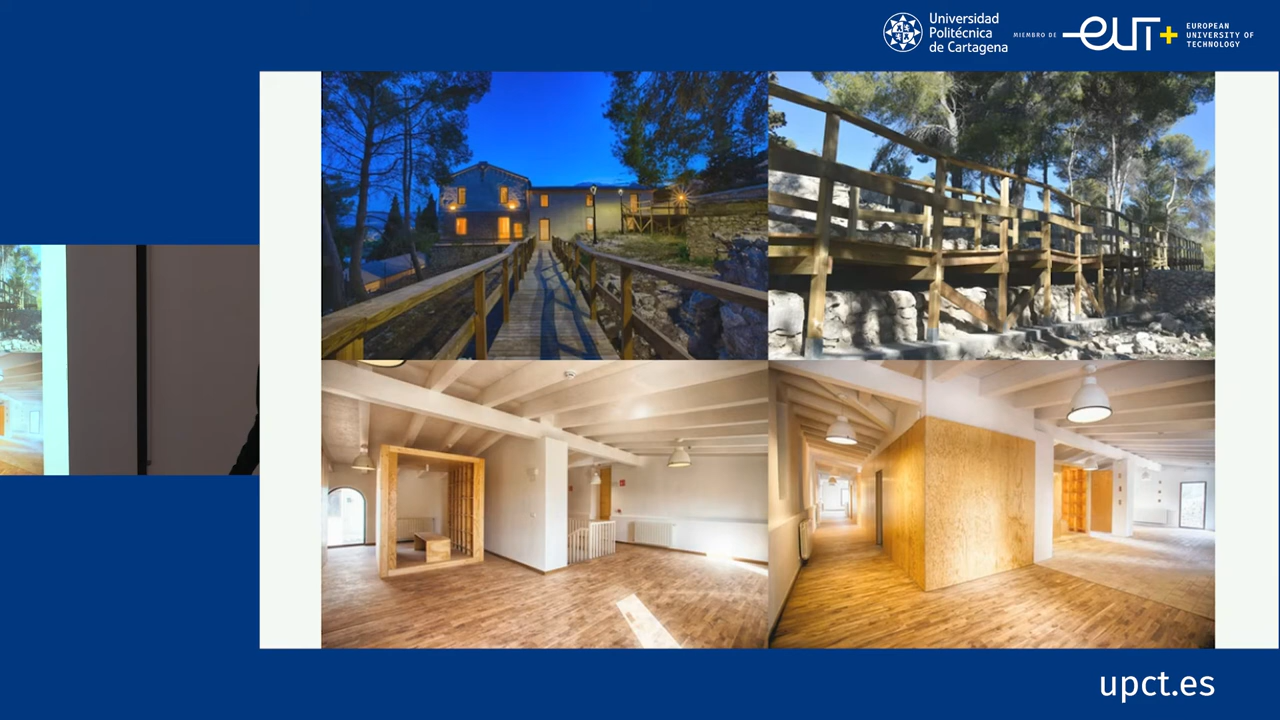 Universidad
Politécnica
de Cartagena
MIEMBRO DE
EUT+
EUROPEAN
UNIVERSITY OF
TECHNOLOGY
upct.es